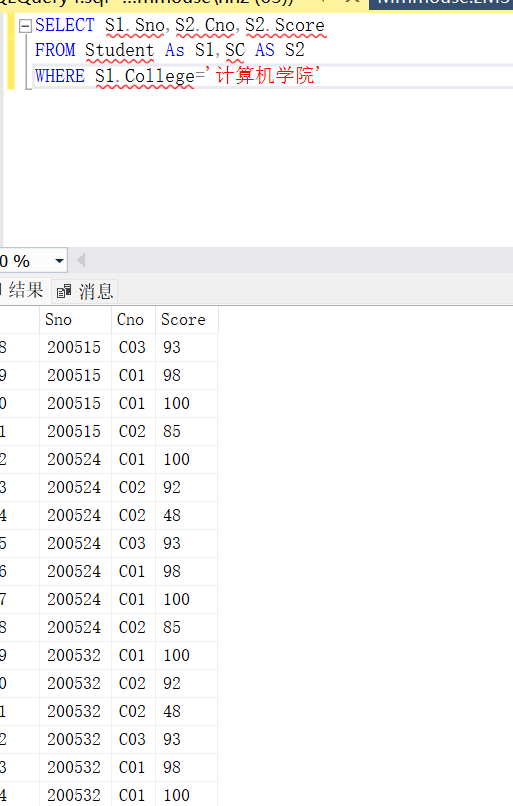 SELECT S1.Sno,S2.Cno,S2.Score
FROM Student As S1,SC AS S2
WHERE S1.College='计算机学院'
0 %
结果 消息
Sno Cno Score
8 200515 C03 93
9 200515 C01 98
0 200515 C01 100
1 200515 C02 85
2 200524 C01 100
3 200524 C02 92
4 200524 C02 48
5 200524 C03 93
6 200524 C01 98
7 200524 C01 100
8 200524 C02 85
9 200532 C01 100
0 200532 C02 92
1 200532 C02 48
2 200532 C03 93
3 200532 C01 98
4 200532 C01 100